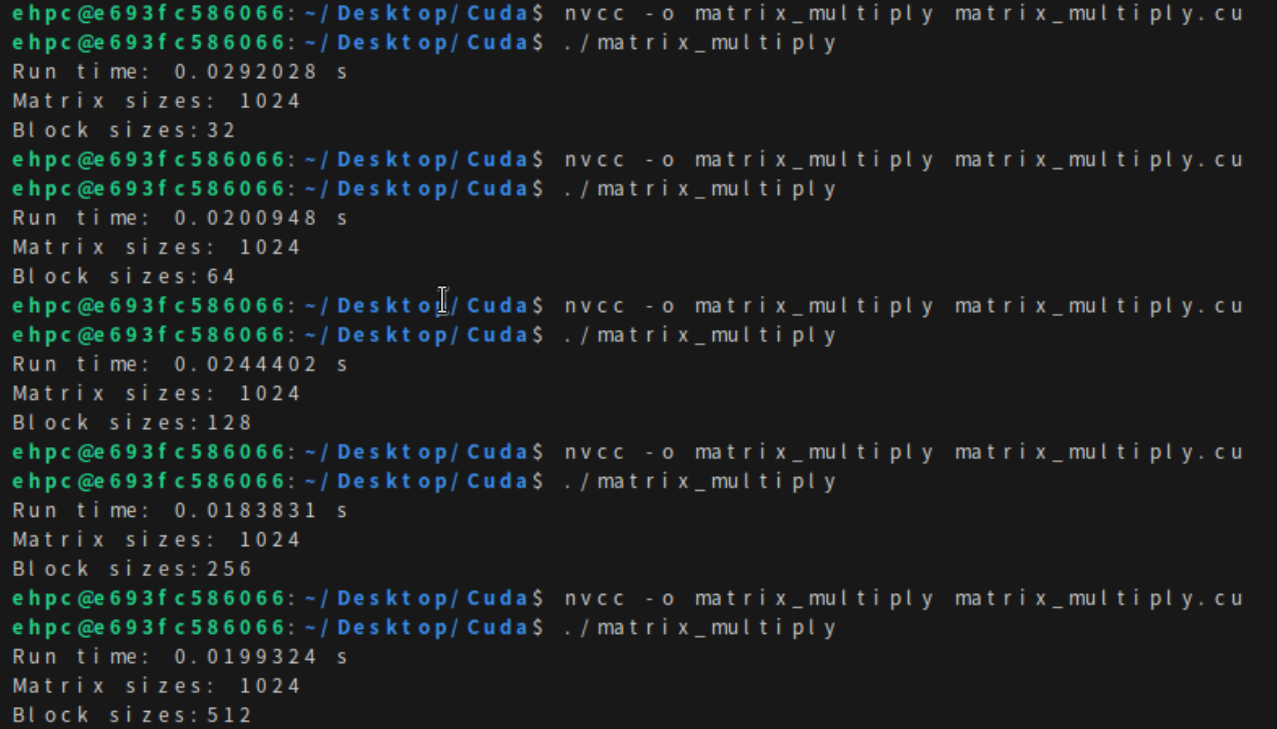 ehpc@e693fc586066:~/Desktop/Cuda$ nvcc -o matrix_multiply matrix_multiply.cu
ehpc@e693fc586066:~/Desktop/Cuda$ ./matrix_multiply
Run time: 0.0292028 s
Matrix sizes: 1024
Block sizes:32
ehpc@e693fc586066:~/Desktop/Cuda$ nvcc -o matrix_multiply matrix_multiply.cu
ehpc@e693fc586066:~/Desktop/Cuda$ ./matrix_multiply
Run time: 0.0200948 s
Matrix sizes: 1024
Block sizes:64
ehpc@e693fc586066:~/Desktop/Cuda$ nvcc -o matrix_multiply matrix_multiply.cu
ehpc@e693fc586066:~/Desktop/Cuda$ ./matrix_multiply
Run time: 0.0244402 s
Matrix sizes: 1024
Block sizes:128
ehpc@e693fc586066:~/Desktop/Cuda$ nvcc -o matrix_multiply matrix_multiply.cu
ehpc@e693fc586066:~/Desktop/Cuda$ ./matrix_multiply
Run time: 0.0183831 s
Matrix sizes: 1024
Block sizes:256
ehpc@e693fc586066:~/Desktop/Cuda$ nvcc -o matrix_multiply matrix_multiply.cu
ehpc@e693fc586066:~/Desktop/Cuda$ ./matrix_multiply
Run time: 0.0199324 s
Matrix sizes: 1024
Block sizes:512